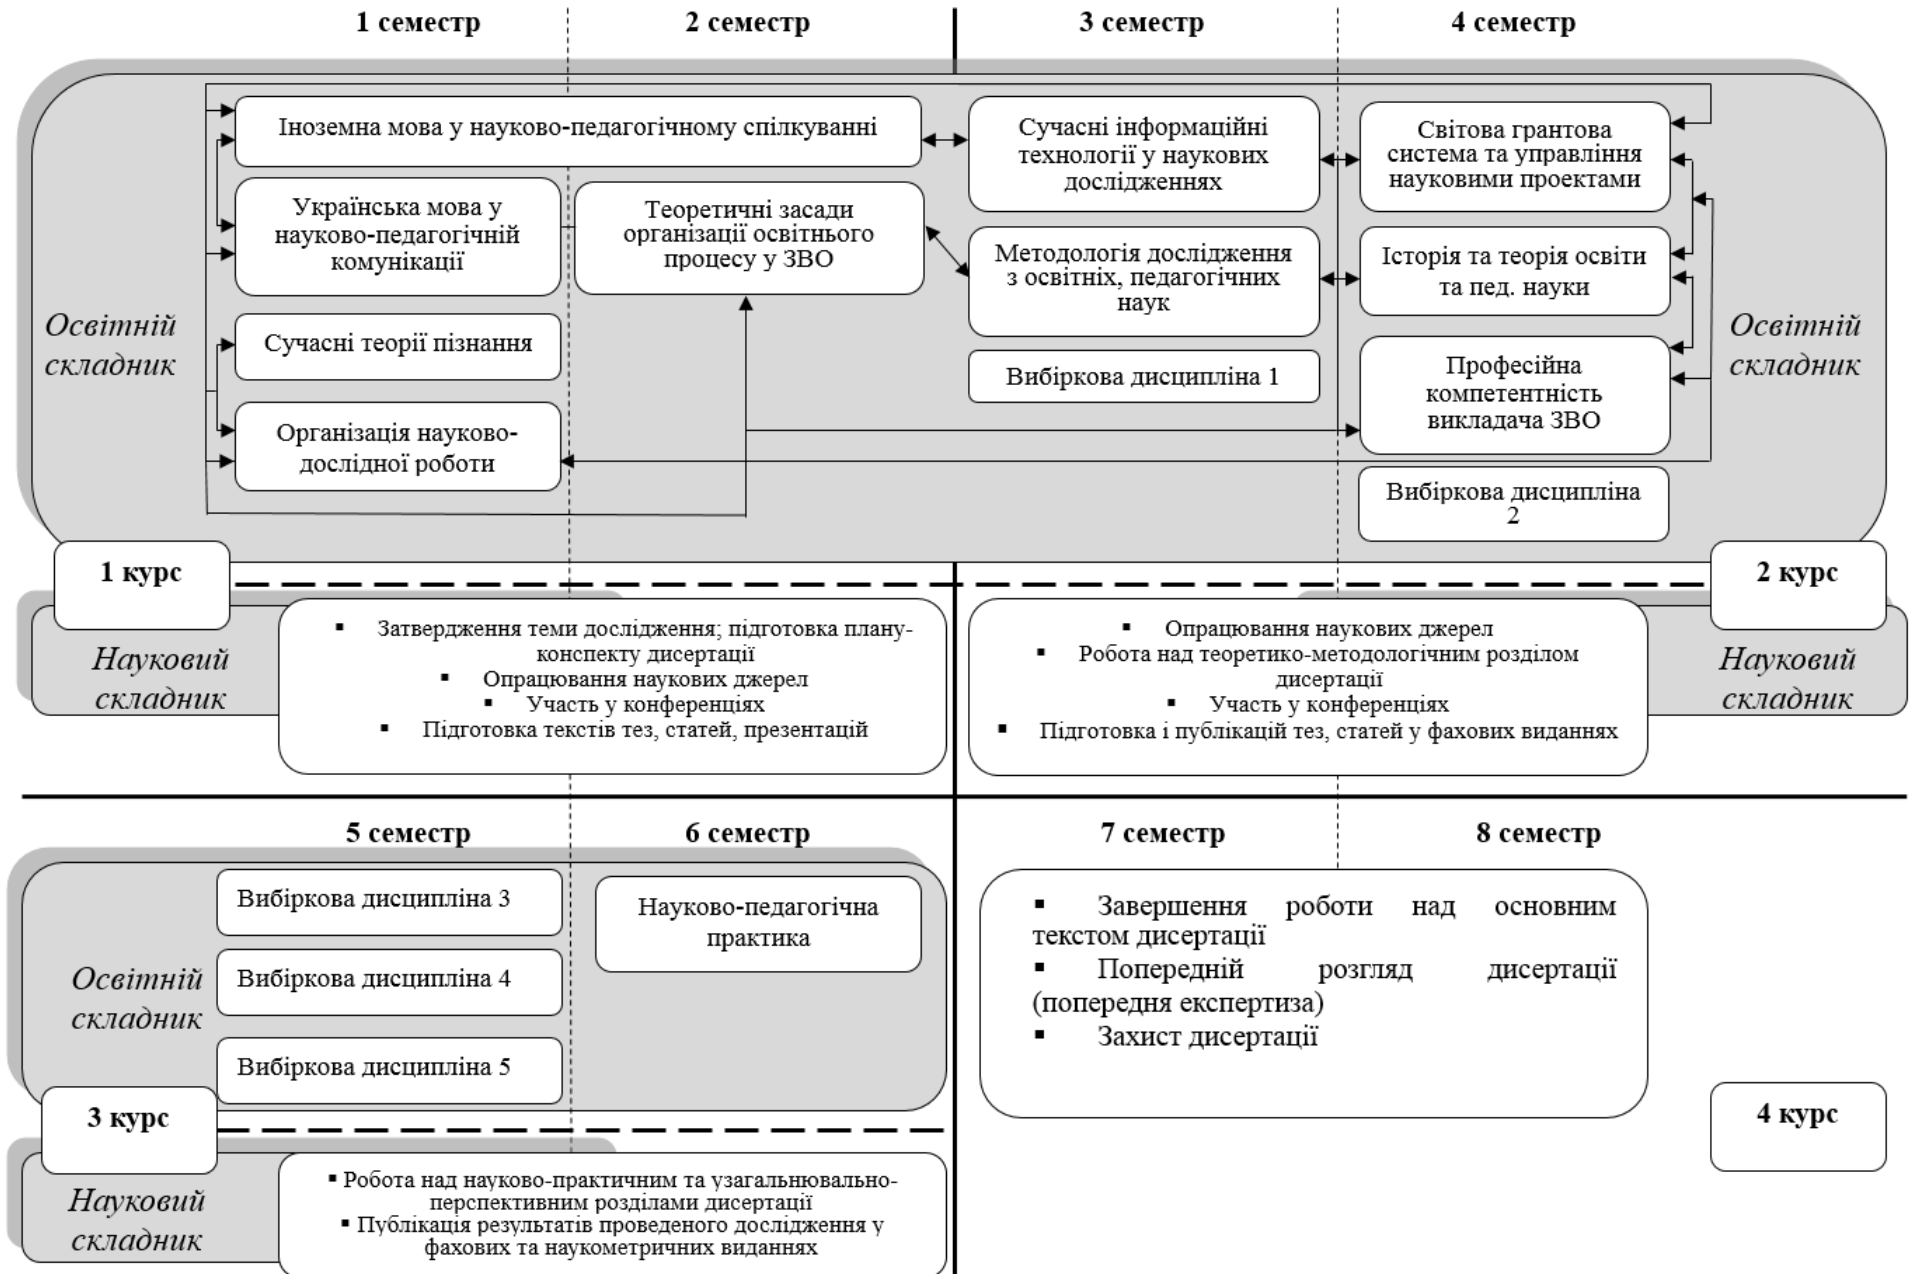 1 семестр
2 семестр
3 семестр
4 семестр
Освітній
складник
Іноземна мова у науково-педагогічному спілкуванні
Українська мова у
науково-педагогічній
комунікації
Сучасні теорії пізнання
Організація науково-
дослідної роботи
Теоретичні засади
організації освітнього
процесу у ЗВО
Сучасні інформаційні
технології у наукових
дослідженнях
Методологія дослідження
з освітніх, педагогічних
наук
Вибіркова дисципліна 1
Світова грантова
система та управління
науковими проектами
Історія та теорія освіти
та пед. науки
Професійна
компетентність
викладача ЗВО
Вибіркова дисципліна
2
Освітній
складник
1 курс
2 курс
Науковий
складник
▪ Затвердження теми дослідження; підготовка плану-
конспекту дисертації
▪ Опрацювання наукових джерел
▪ Участь у конференціях
▪ Підготовка текстів тез, статей, презентацій
▪ Опрацювання наукових джерел
▪ Робота над теоретико-методологічним розділом
дисертації
▪ Участь у конференціях
▪ Підготовка і публікацій тез, статей у фахових виданнях
Науковий
складник
5 семестр
6 семестр
7 семестр
8 семестр
Освітній
складник
Вибіркова дисципліна 3
Вибіркова дисципліна 4
Вибіркова дисципліна 5
Науково-педагогічна
практика
▪ Завершення роботи над основним
текстом дисертації
▪ Попередній розгляд дисертації
(попередня експертиза)
▪ Захист дисертації
3 курс
4 курс
Науковий
складник
▪ Робота над науково-практичним та узагальнювально-
перспективним розділами дисертації
▪ Публікація результатів проведеного дослідження у
фахових та наукометричних виданнях